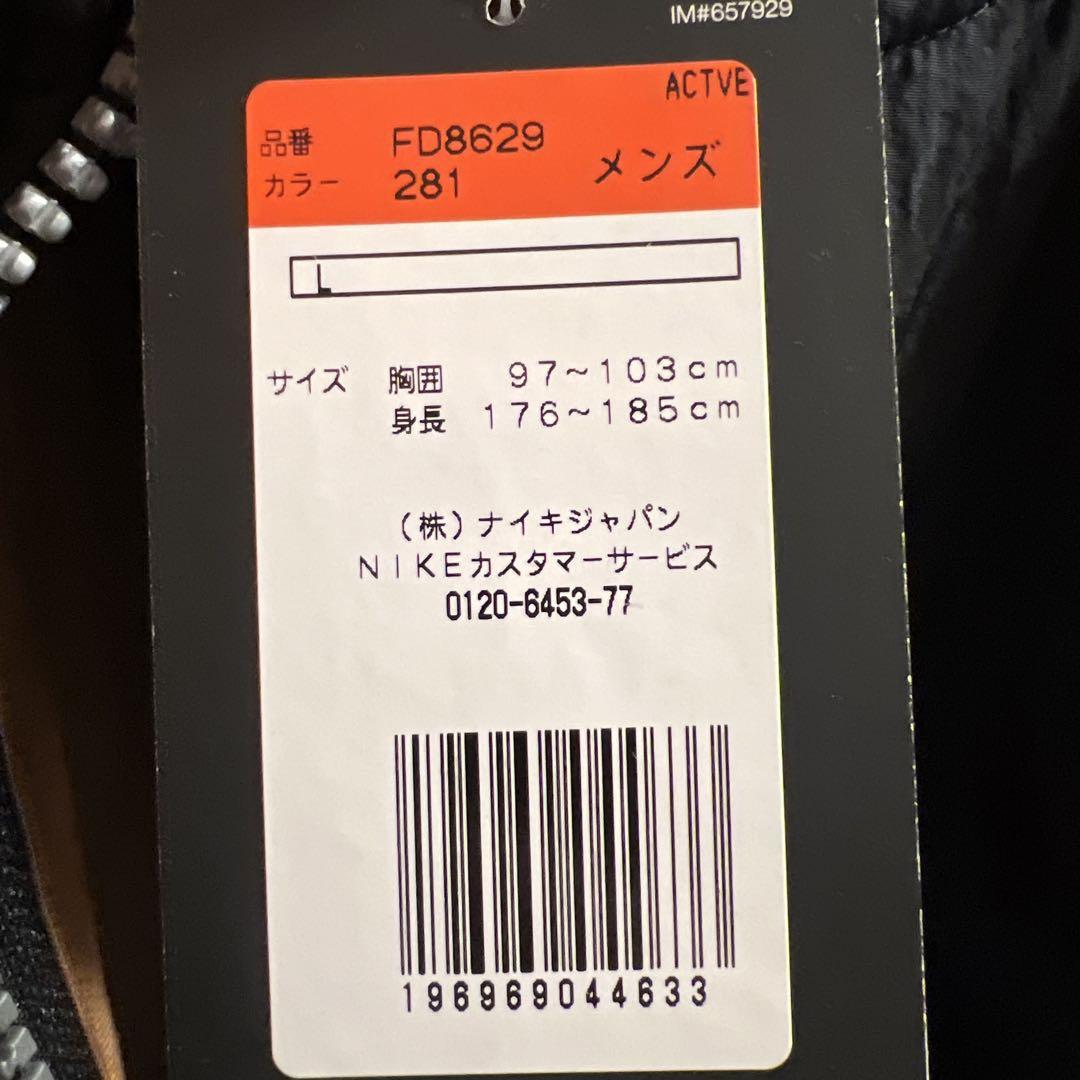 IM#657929
ACTVE
品番 FD8629
カラー 281 メンズ
L
サイズ 胸囲 97~103cm
身長 176~185cm
(株)ナイキジャパン
NIKEカスタマーサービス
0120-6453-77
196969044633